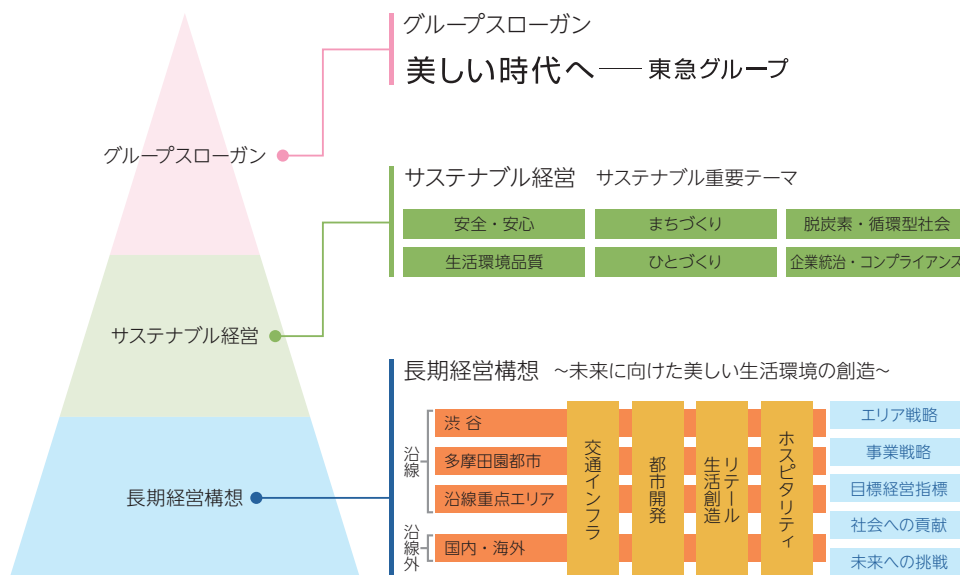 グループスローガン
美しい時代へ――東急グループ
グループスローガン
サステナブル経営 サステナブル重要テーマ
安全・安心
まちづくり
脱炭素・循環型社会
生活環境品質
ひとづくり
企業統治・コンプライアンス
サステナブル経営
長期経営構想 ~未来に向けた美しい生活環境の創造~
沿線
渋谷
多摩田園都市
沿線重点エリア
沿線外
国内・海外
交通インフラ
都市開発
リテール
生活創造
ホスピタリティ
エリア戦略
事業戦略
目標経営指標
社会への貢献
未来への挑戦
長期経営構想